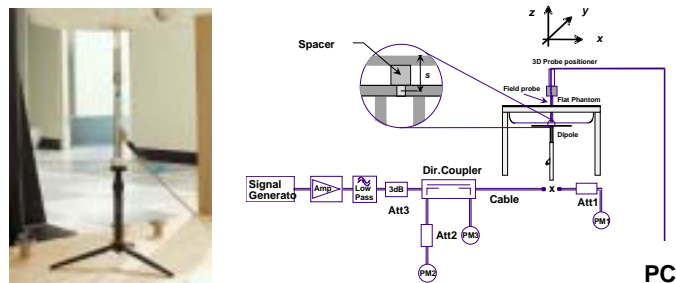 z
y
x
Spacer
s
3D Probe positioner
Field probe
Flat Phantom
Dipole
Dir.Coupler
Signal
Generato
Amp
Low
Pass
3dB
Att3
Cable
x
Att1
PM1
Att2
PM3
PM2
PC